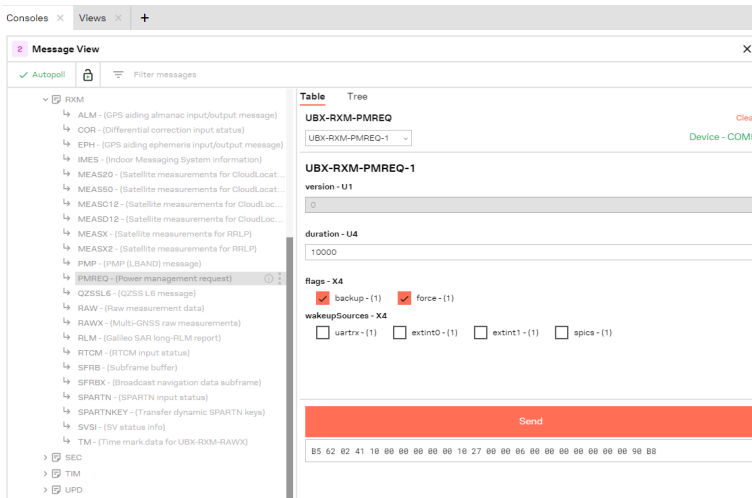 Consoles × Views × +
2 Message View ×
Autopoll Filter messages
RXM
ALM - (GPS aiding almanac input/output message)
COR - (Differential correction input status)
EPH - (GPS aiding ephemeris input/output message)
IMES - (Indoor Messaging System information)
MEAS20 - (Satellite measurements for CloudLocat...
MEAS50 - (Satellite measurements for CloudLocat...
MEASC12 - (Satellite measurements for CloudLoc...
MEASD12 - (Satellite measurements for CloudLoc...
MEASX - (Satellite measurements for RRLP)
MEASX2 - (Satellite measurements for RRLP)
PMP - (PMP (LBAND) message)
PMREQ - (Power management request)
QZSSL6 - (QZSS L6 message)
RAW - (Raw measurement data)
RAWX - (Multi-GNSS raw measurements)
RLM - (Galileo SAR long-RLM report)
RTCM - (RTCM input status)
SFRB - (Subframe buffer)
SFRBX - (Broadcast navigation data subframe)
SPARTN - (SPARTN input status)
SPARTNKEY - (Transfer dynamic SPARTN keys)
SVSI - (SV status info)
TM - (Time mark data for UBX-RXM-RAWX)
SEC
TIM
UPD
Table Tree
UBX-RXM-PMREQ Clea
UBX-RXM-PMREQ-1 Device - COM
UBX-RXM-PMREQ-1
version - U1
0
duration - U4
10000
flags - X4
backup - (1) force - (1)
wakeupSources - X4
uartrx - (1) extint0 - (1) extint1 - (1) spics - (1)
Send
B5 62 02 41 10 00 00 00 00 00 10 27 00 00 06 00 00 00 00 00 00 00 90 B8